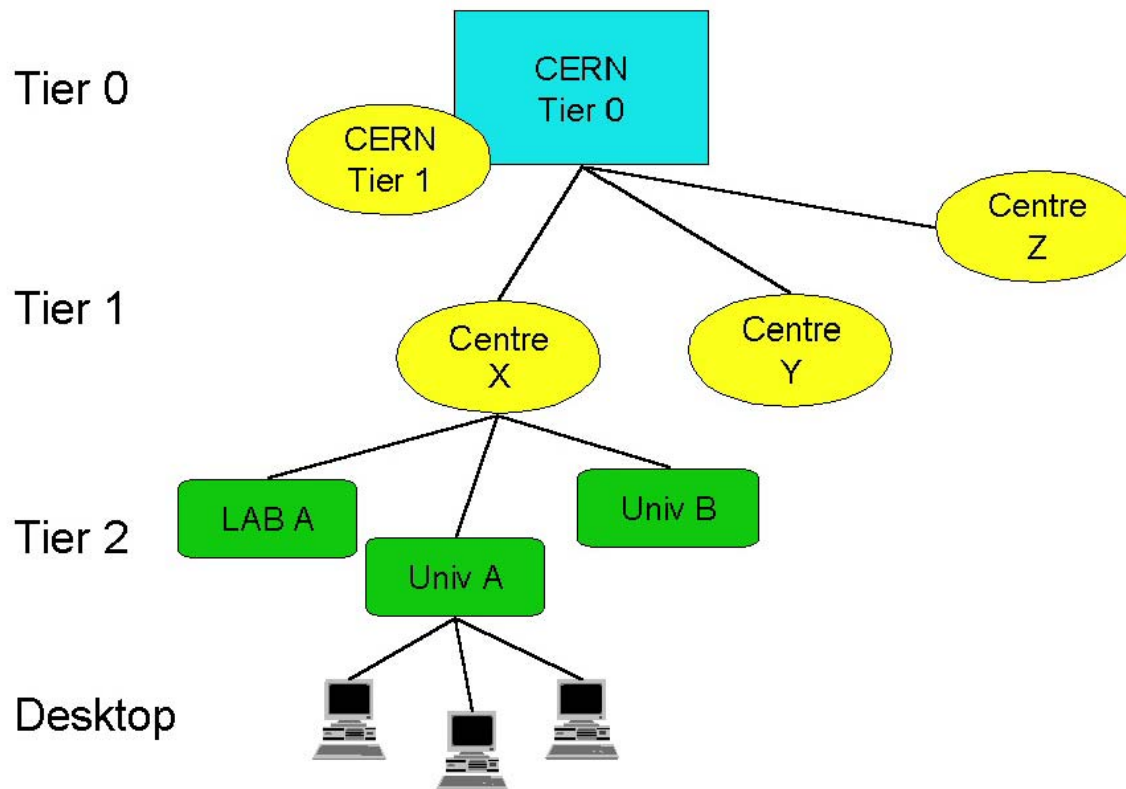 Tier 0
CERN
Tier 0
CERN
Tier 1
Centre
Z
Tier 1
Centre
X
Centre
Y
LAB A
Univ B
Tier 2
Univ A
Desktop